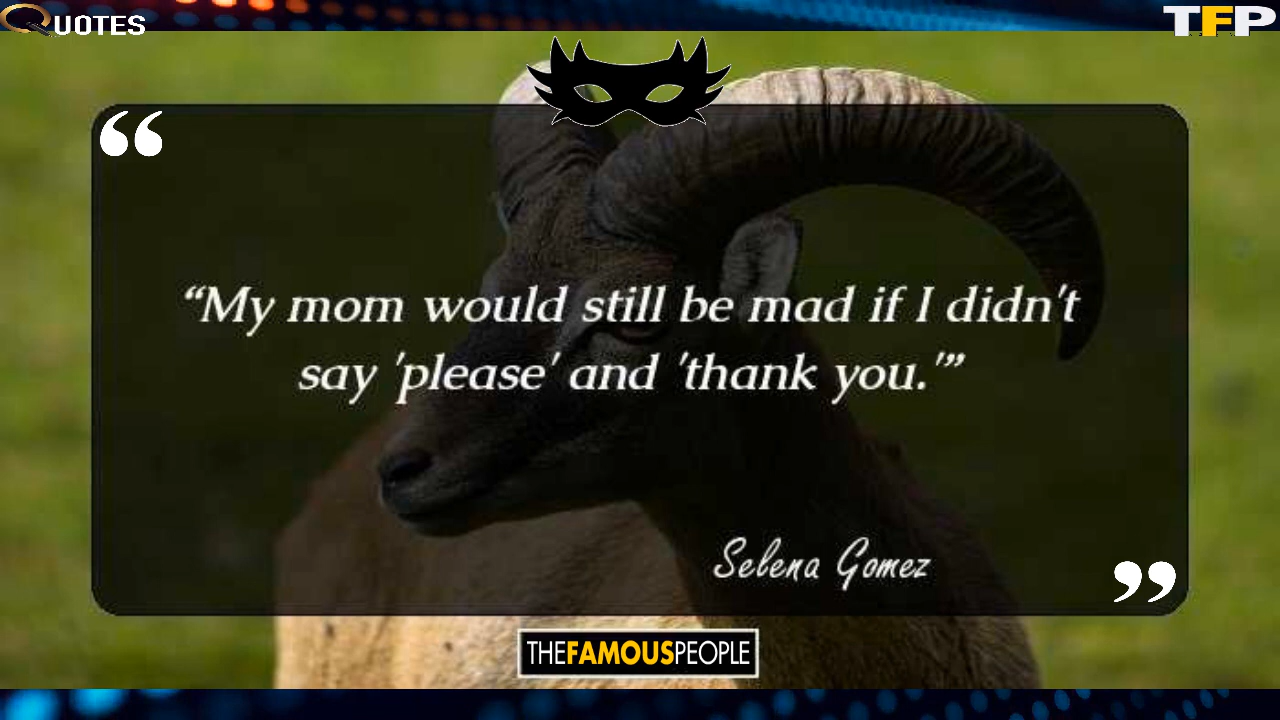 QUOTES
TFP
“My mom would still be mad if I didn't
say 'please' and 'thank you.'”
Selena Gomez
THEFAMOUSPEOPLE